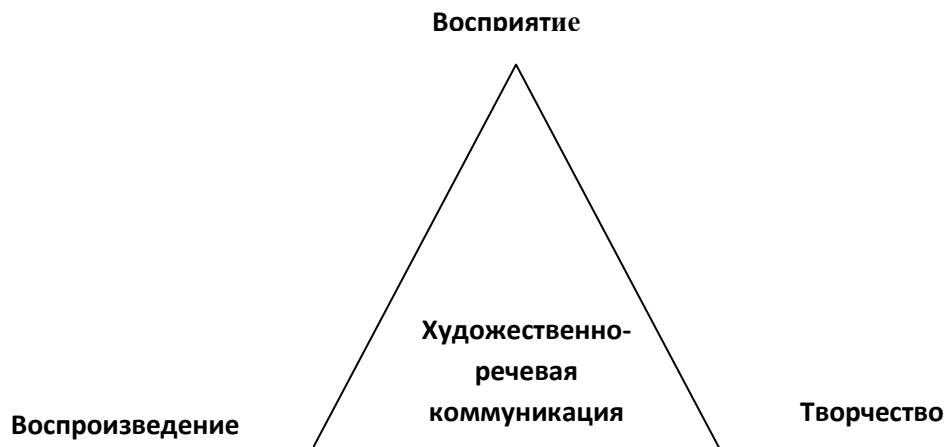 Восприятие
Художественно-
речевая
коммуникация
Воспроизведение
Творчество